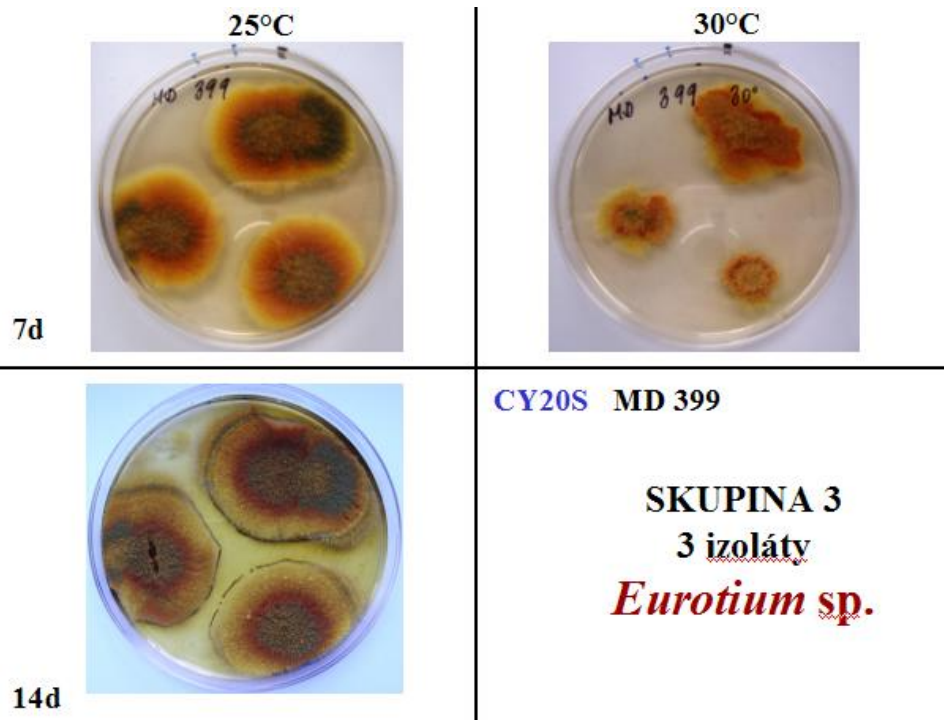 25°C
30°C
MD 399
MD 399 30°
7d
CY20S MD 399
SKUPINA 3
3 izoláty
Eurotium sp.
14d